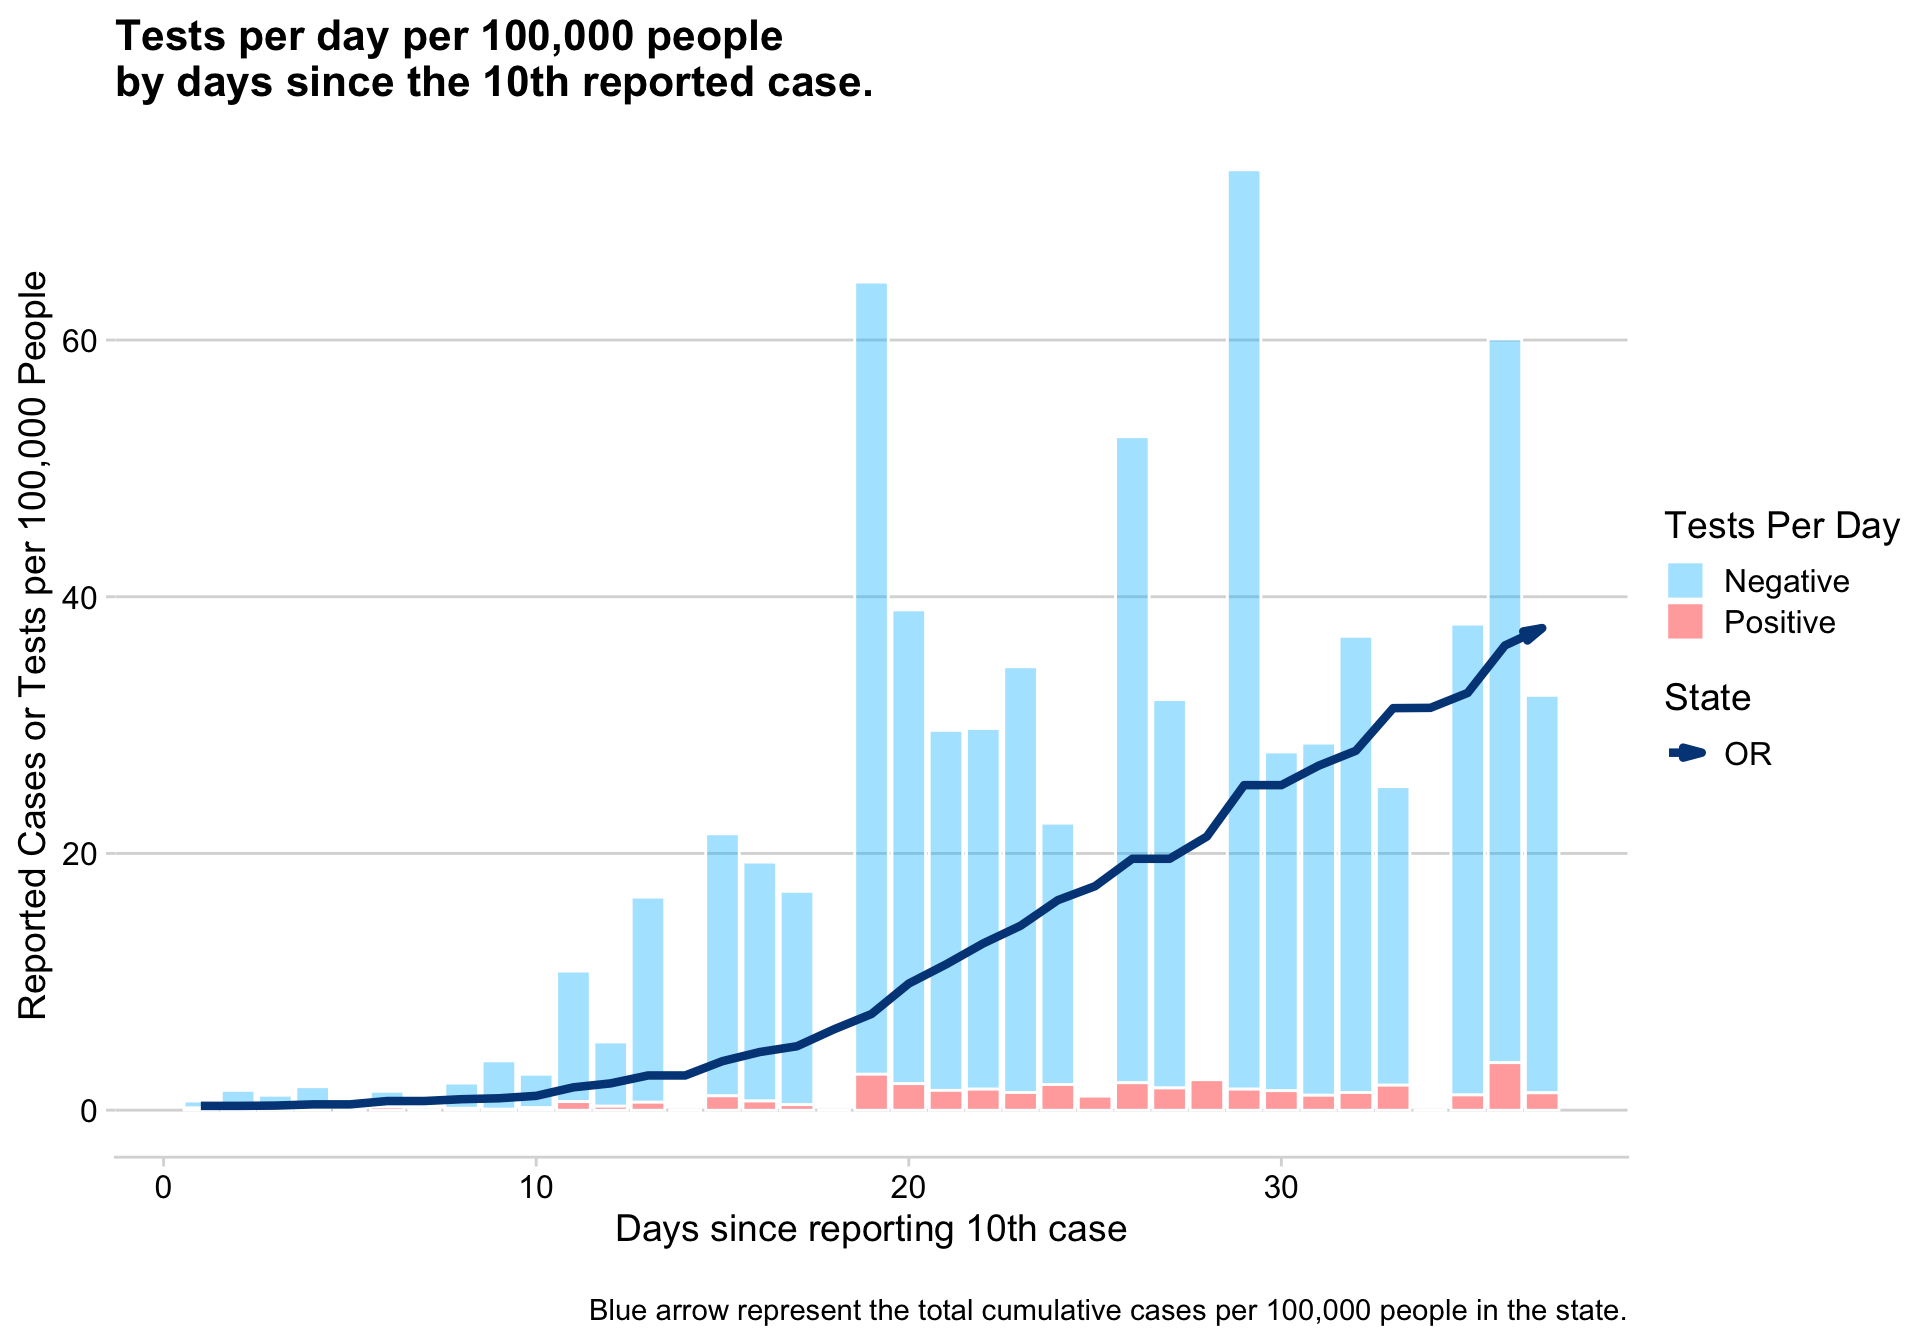 Tests per day per 100,000 people
by days since the 10th reported case.
Reported Cases or Tests per 100,000 People
60
40
20
0
0
10
20
30
Days since reporting 10th case
Tests Per Day
Negative
Positive
State
OR
Blue arrow represent the total cumulative cases per 100,000 people in the state.